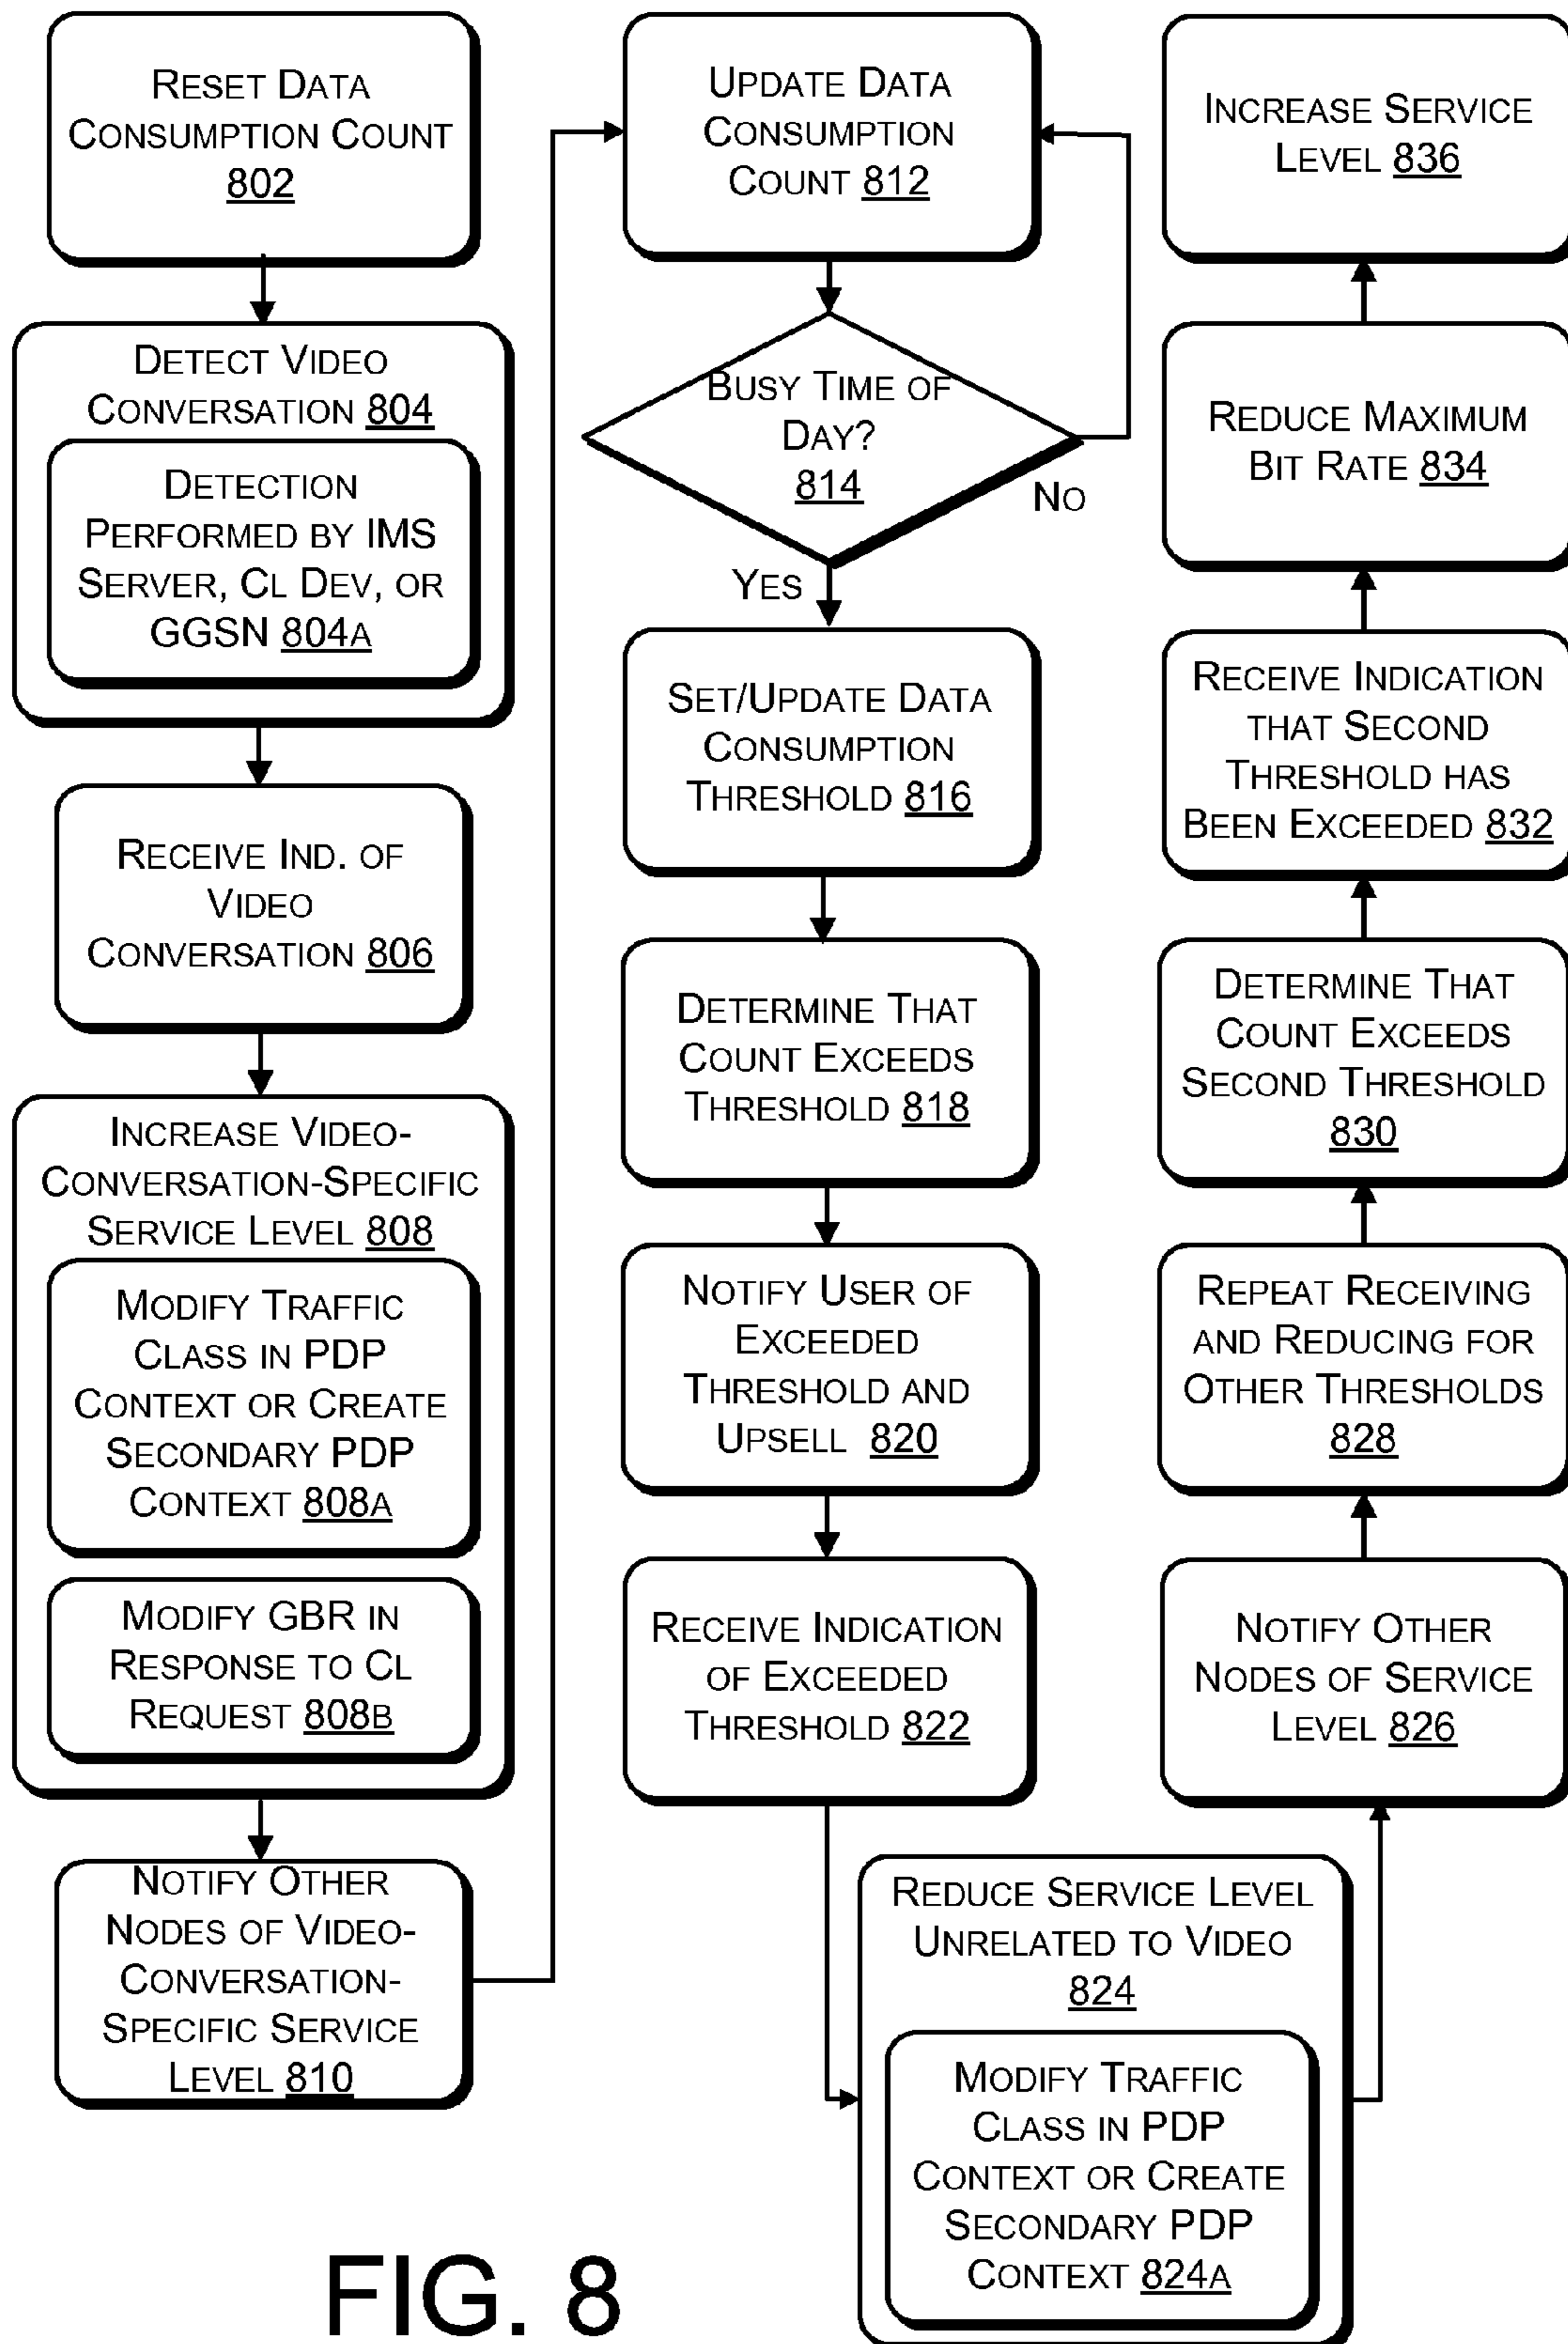 RESET DATA
CONSUMPTION COUNT
802
DETECT VIDEO
CONVERSATION 804
DETECTION
PERFORMED BY IMS
SERVER, CL DEV, OR
GGSN 804A
RECEIVE IND. OF
VIDEO
CONVERSATION 806
INCREASE VIDEO-
CONVERSATION-SPECIFIC
SERVICE LEVEL 808
MODIFY TRAFFIC
CLASS IN PDP
CONTEXT OR CREATE
SECONDARY PDP
CONTEXT 808A
MODIFY GBR IN
RESPONSE TO CL
REQUEST 808B
NOTIFY OTHER
NODES OF VIDEO-
CONVERSATION-
SPECIFIC SERVICE
LEVEL 810
UPDATE DATA
CONSUMPTION
COUNT 812
BUSY TIME OF
DAY?
814
NO
YES
SET/UPDATE DATA
CONSUMPTION
THRESHOLD 816
DETERMINE THAT
COUNT EXCEEDS
THRESHOLD 818
NOTIFY USER OF
EXCEEDED
THRESHOLD AND
UPSELL 820
RECEIVE INDICATION
OF EXCEEDED
THRESHOLD 822
REDUCE SERVICE LEVEL
UNRELATED TO VIDEO
824
MODIFY TRAFFIC
CLASS IN PDP
CONTEXT OR CREATE
SECONDARY PDP
CONTEXT 824A
NOTIFY OTHER
NODES OF SERVICE
LEVEL 826
REPEAT RECEIVING
AND REDUCING FOR
OTHER THRESHOLDS
828
DETERMINE THAT
COUNT EXCEEDS
SECOND THRESHOLD
830
RECEIVE INDICATION
THAT SECOND
THRESHOLD HAS
BEEN EXCEEDED 832
REDUCE MAXIMUM
BIT RATE 834
INCREASE SERVICE
LEVEL 836
FIG. 8